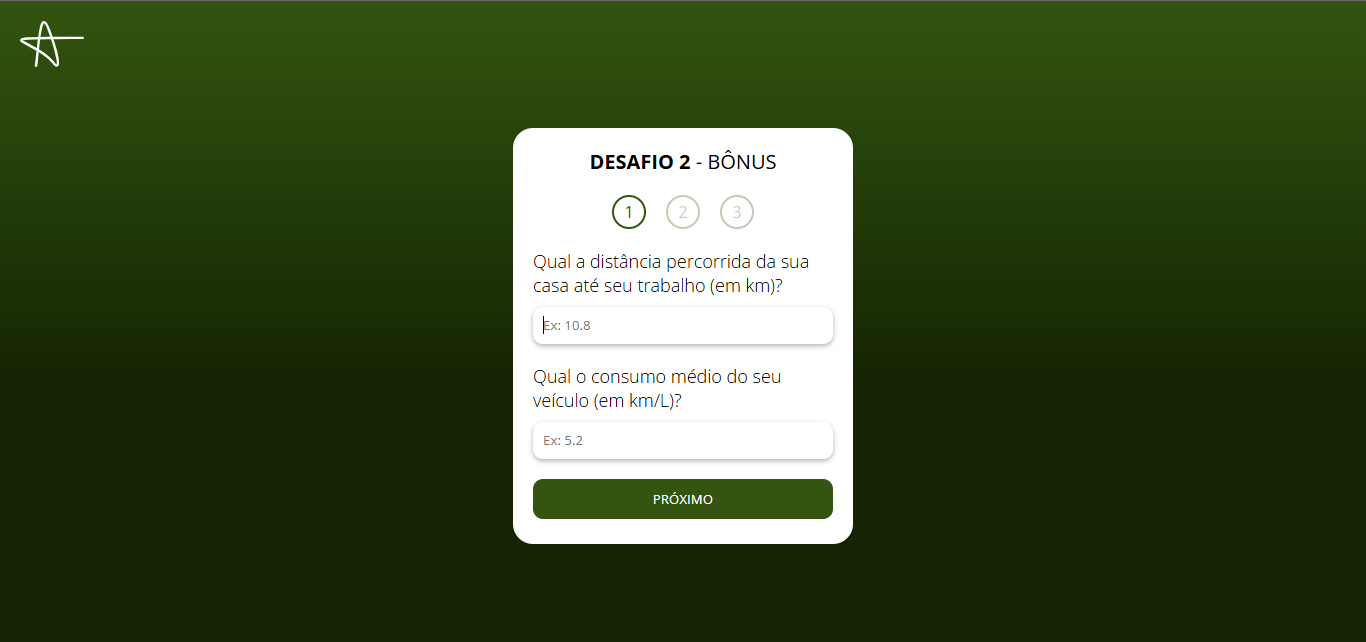 DESAFIO 2 - BÔNUS
1 2 3
Qual a distância percorrida da sua
casa até seu trabalho (em km)?
Ex: 10.8
Qual o consumo médio do seu
veículo (em km/L)?
Ex: 5.2
PRÓXIMO